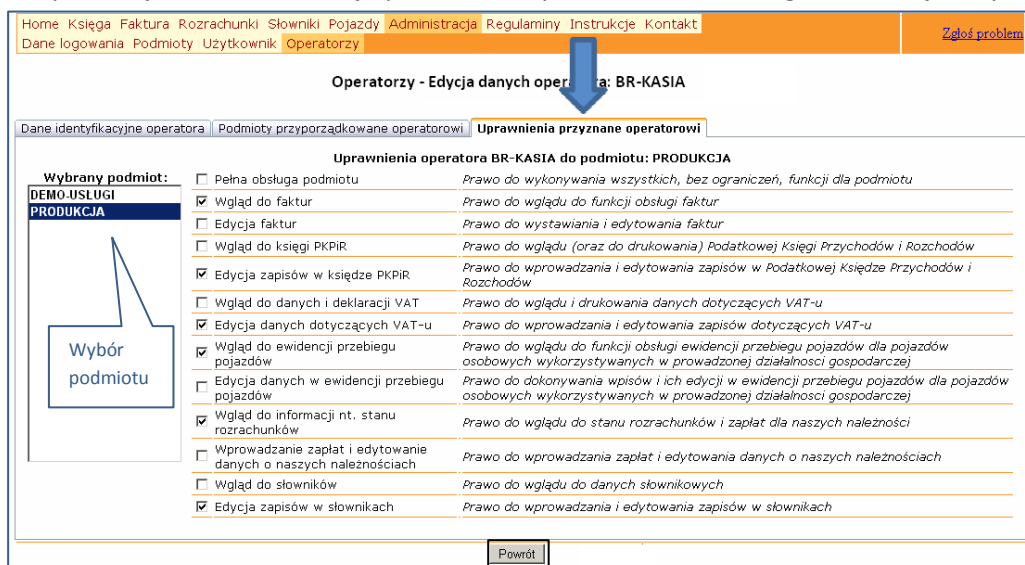 Home Księga Faktura Rozrachunki Słowniki Pojazdy Administracja Regulaminy Instrukcje Kontakt
Dane logowania Podmioty Użytkownik Operatorzy
Zgłoś problem
Operatorzy - Edycja danych operatora: BR-KASIA
Dane identyfikacyjne operatora Podmioty przyporządkowane operatorowi Uprawnienia przyznane operatorowi
Uprawnienia operatora BR-KASIA do podmiotu: PRODUKCJA
Wybrany podmiot:
DEMO-USŁUGI
PRODUKCJA
Wybór
podmiotu
Pełna obsługa podmiotu Prawo do wykonywania wszystkich, bez ograniczeń, funkcji dla podmiotu
Wgląd do faktur Prawo do wglądu do funkcji obsługi faktur
Edycja faktur Prawo do wystawiania i edytowania faktur
Wgląd do księgi PKPiR Prawo do wglądu (oraz do drukowania) Podatkowej Księgi Przychodów i Rozchodów
Edycja zapisów w księdze PKPiR Prawo do wprowadzania i edytowania zapisów w Podatkowej Księdze Przychodów i
Rozchodów
Wgląd do danych i deklaracji VAT Prawo do wglądu i drukowania danych dotyczących VAT-u
Edycja danych dotyczących VAT-u Prawo do wprowadzania i edytowania zapisów dotyczących VAT-u
Wgląd do ewidencji przebiegu Prawo do wglądu do funkcji obsługi ewidencji przebiegu pojazdów dla pojazdów
pojazdów osobowych wykorzystywanych w prowadzonej działalnosci gospodarczej
Edycja danych w ewidencji przebiegu Prawo do dokonywania wpisów i ich edycji w ewidencji przebiegu pojazdów dla pojazdów
pojazdów osobowych wykorzystywanych w prowadzonej działalnosci gospodarczej
Wgląd do informacji nt. stanu
rozrachunków Prawo do wglądu do stanu rozrachunków i zapłat dla naszych należności
Wprowadzanie zapłat i edytowanie
danych o naszych należnościach Prawo do wprowadzania zapłat i edytowania danych o naszych należnościach
Wgląd do słowników Prawo do wglądu do danych słownikowych
Edycja zapisów w słownikach Prawo do wprowadzania i edytowania zapisów w słownikach
Powrót